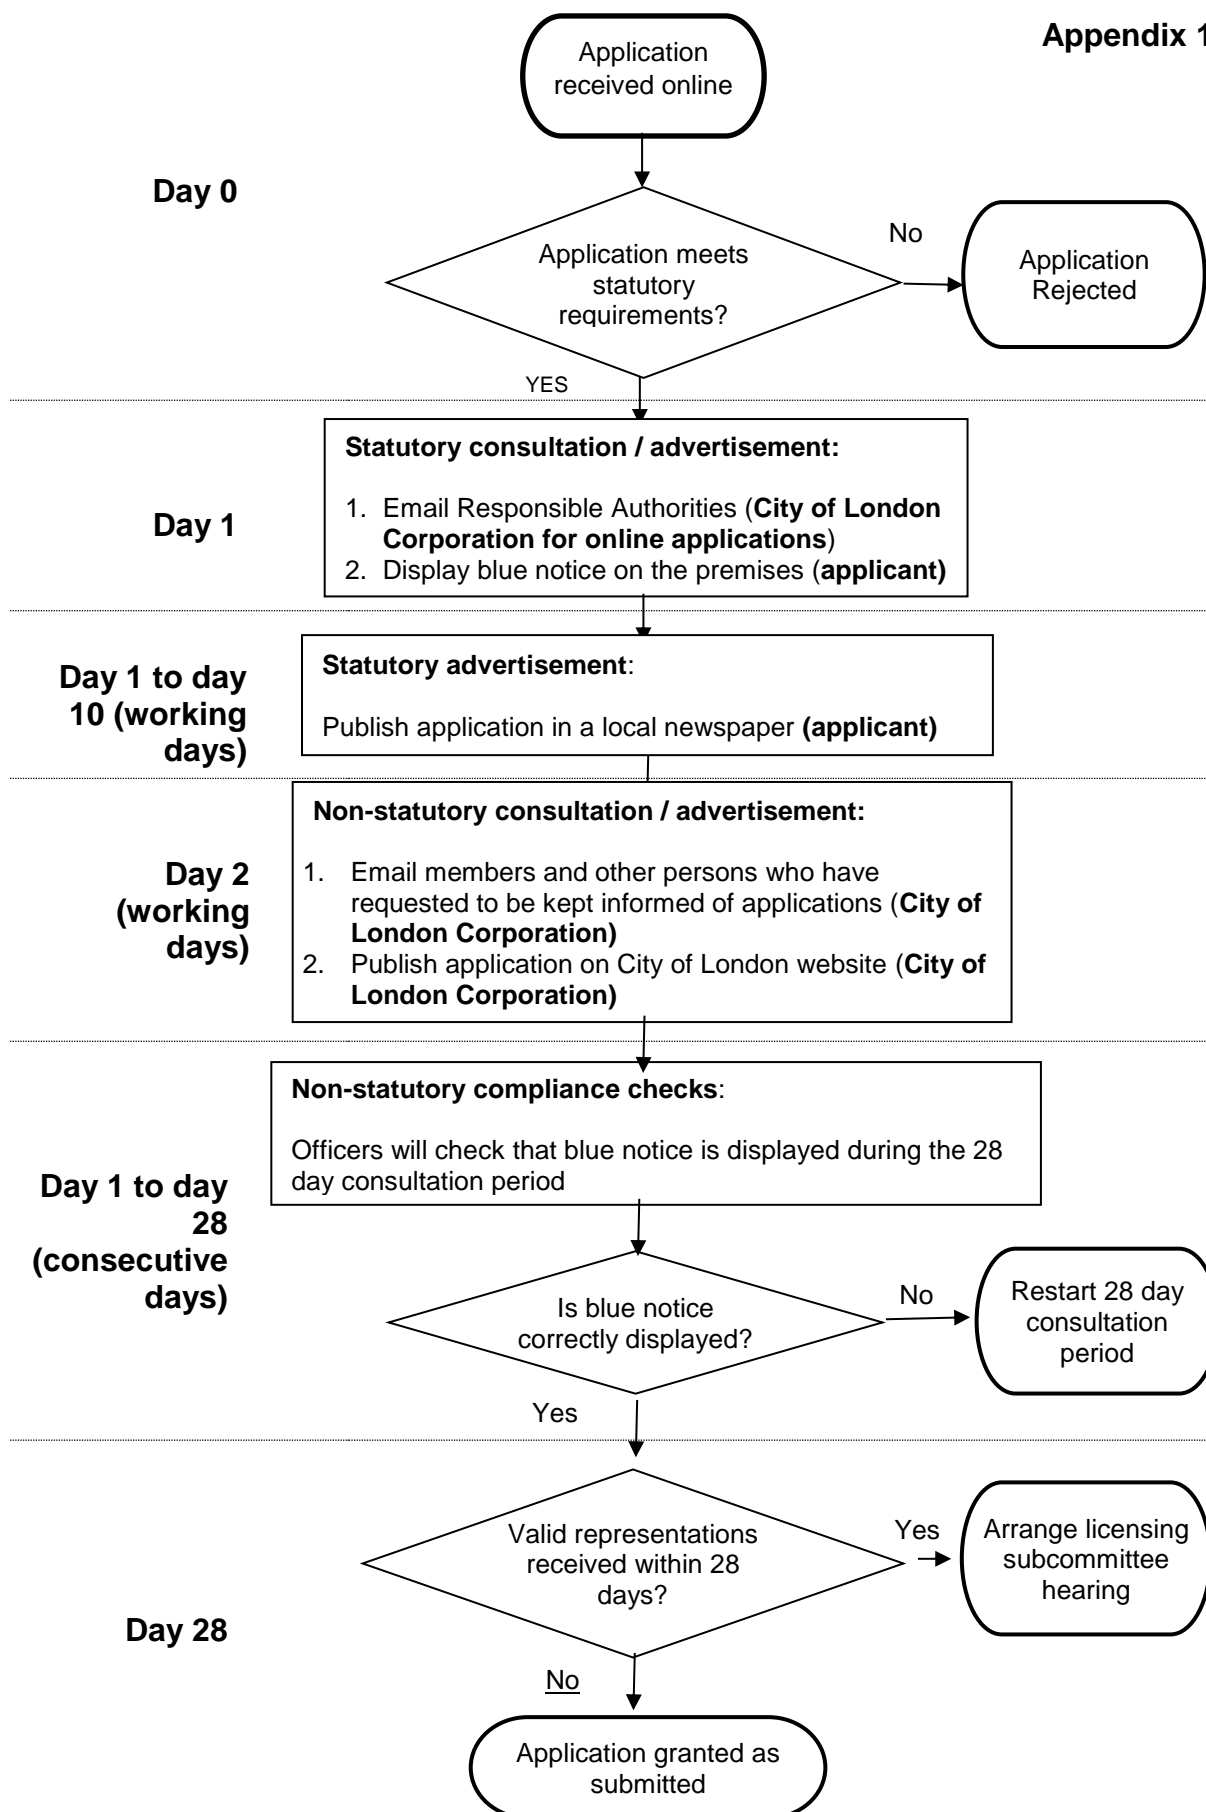 Appendix 1
Application
received online
Day 0
Application meets
statutory
requirements?
No
Application
Rejected
YES
Day 1
Statutory consultation / advertisement:
1. Email Responsible Authorities (City of London
Corporation for online applications)
2. Display blue notice on the premises (applicant)
Day 1 to day
10 (working
days)
Statutory advertisement:
Publish application in a local newspaper (applicant)
Day 2
(working
days)
Non-statutory consultation / advertisement:
1. Email members and other persons who have
requested to be kept informed of applications (City of
London Corporation)
2. Publish application on City of London website (City of
London Corporation)
Day 1 to day
28
(consecutive
days)
Non-statutory compliance checks:
Officers will check that blue notice is displayed during the 28
day consultation period
Is blue notice
correctly displayed?
No
Restart 28 day
consultation
period
Yes
Day 28
Valid representations
received within 28
days?
Yes
Arrange licensing
subcommittee
hearing
No
Application granted as
submitted